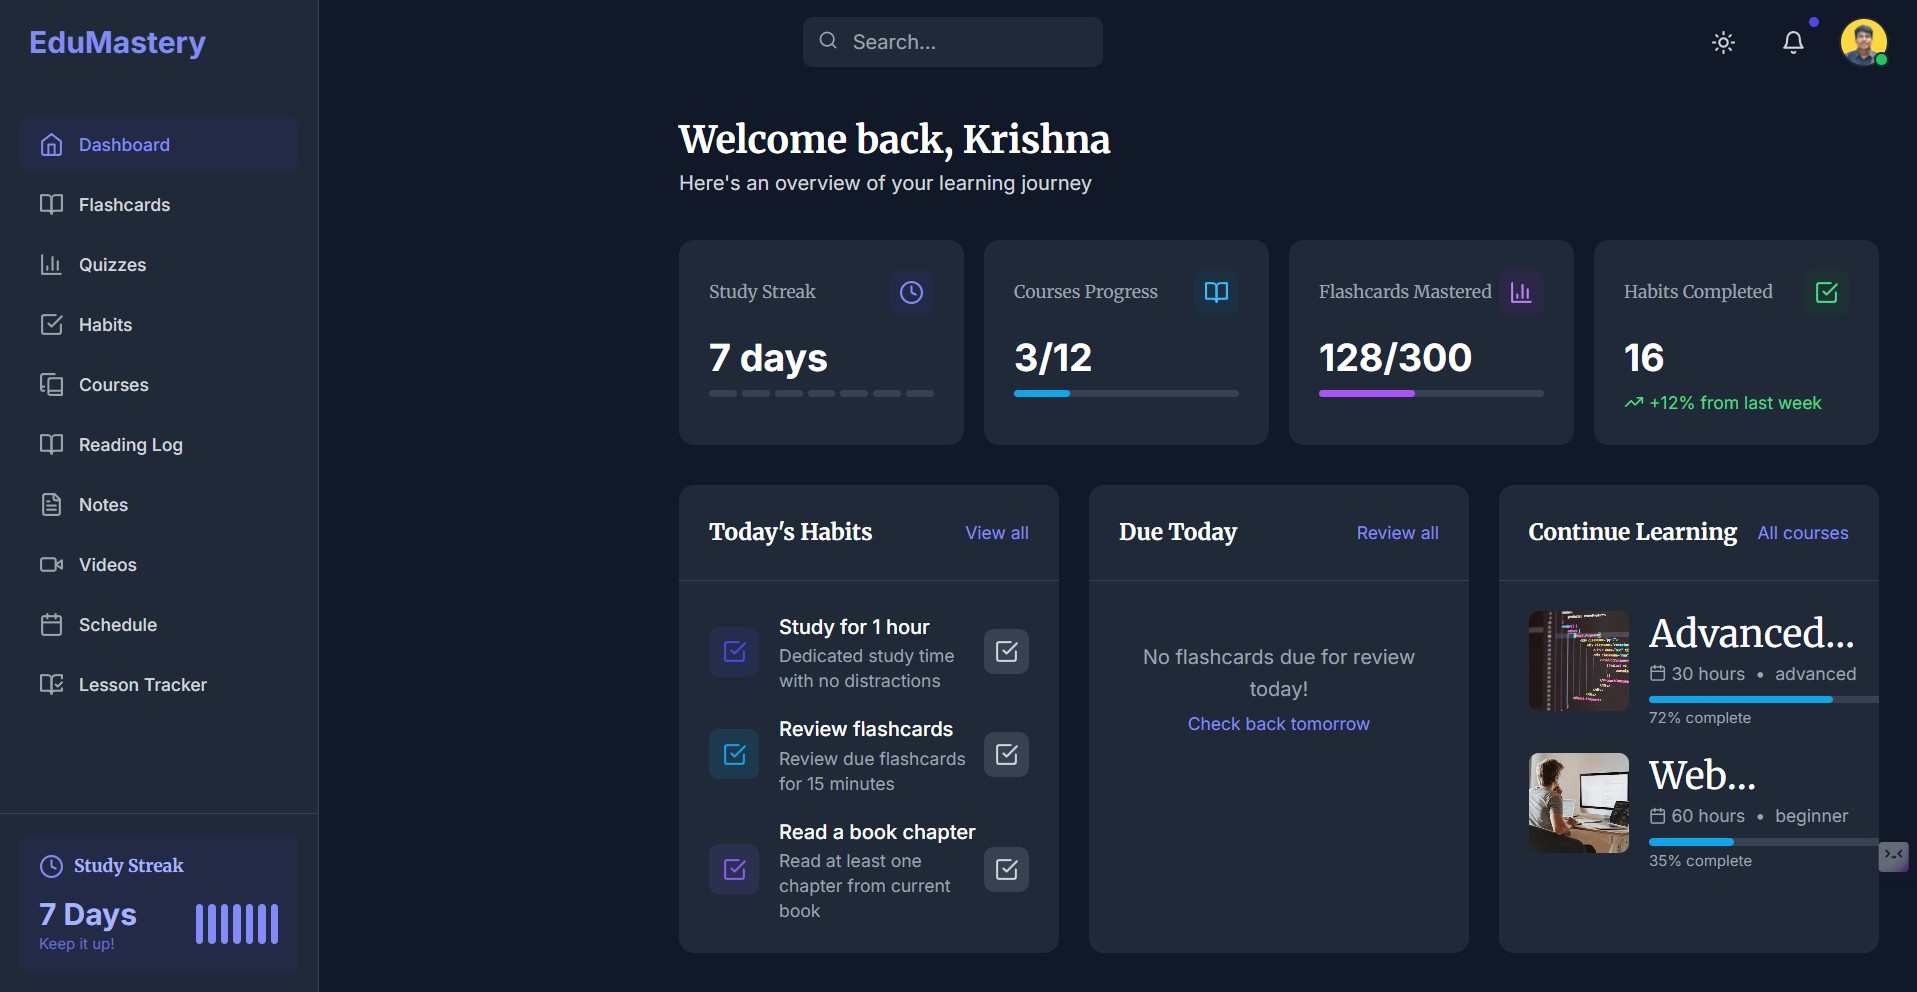 EduMastery
Search...
Dashboard
Flashcards
Quizzes
Habits
Courses
Reading Log
Notes
Videos
Schedule
Lesson Tracker
Study Streak
7 Days
Keep it up!
Welcome back, Krishna
Here's an overview of your learning journey
Study Streak
7 days
Courses Progress
3/12
Flashcards Mastered
128/300
Habits Completed
16
+12% from last week
Today's Habits
View all
Study for 1 hour
Dedicated study time
with no distractions
Review flashcards
Review due flashcards
for 15 minutes
Read a book chapter
Read at least one
chapter from current
book
Due Today
Review all
No flashcards due for review
today!
Check back tomorrow
Continue Learning
All courses
Advanced...
30 hours • advanced
72% complete
Web...
60 hours • beginner
35% complete